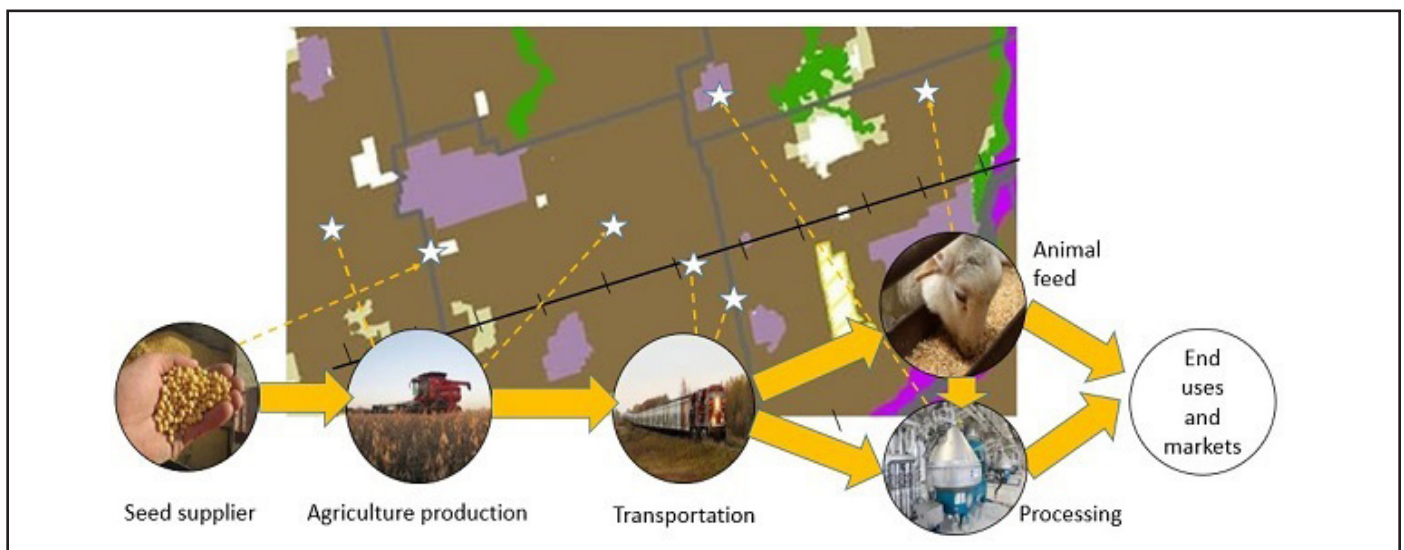 Animal
feed
End
uses
and
markets
Seed supplier
Agriculture production
Transportation
Processing